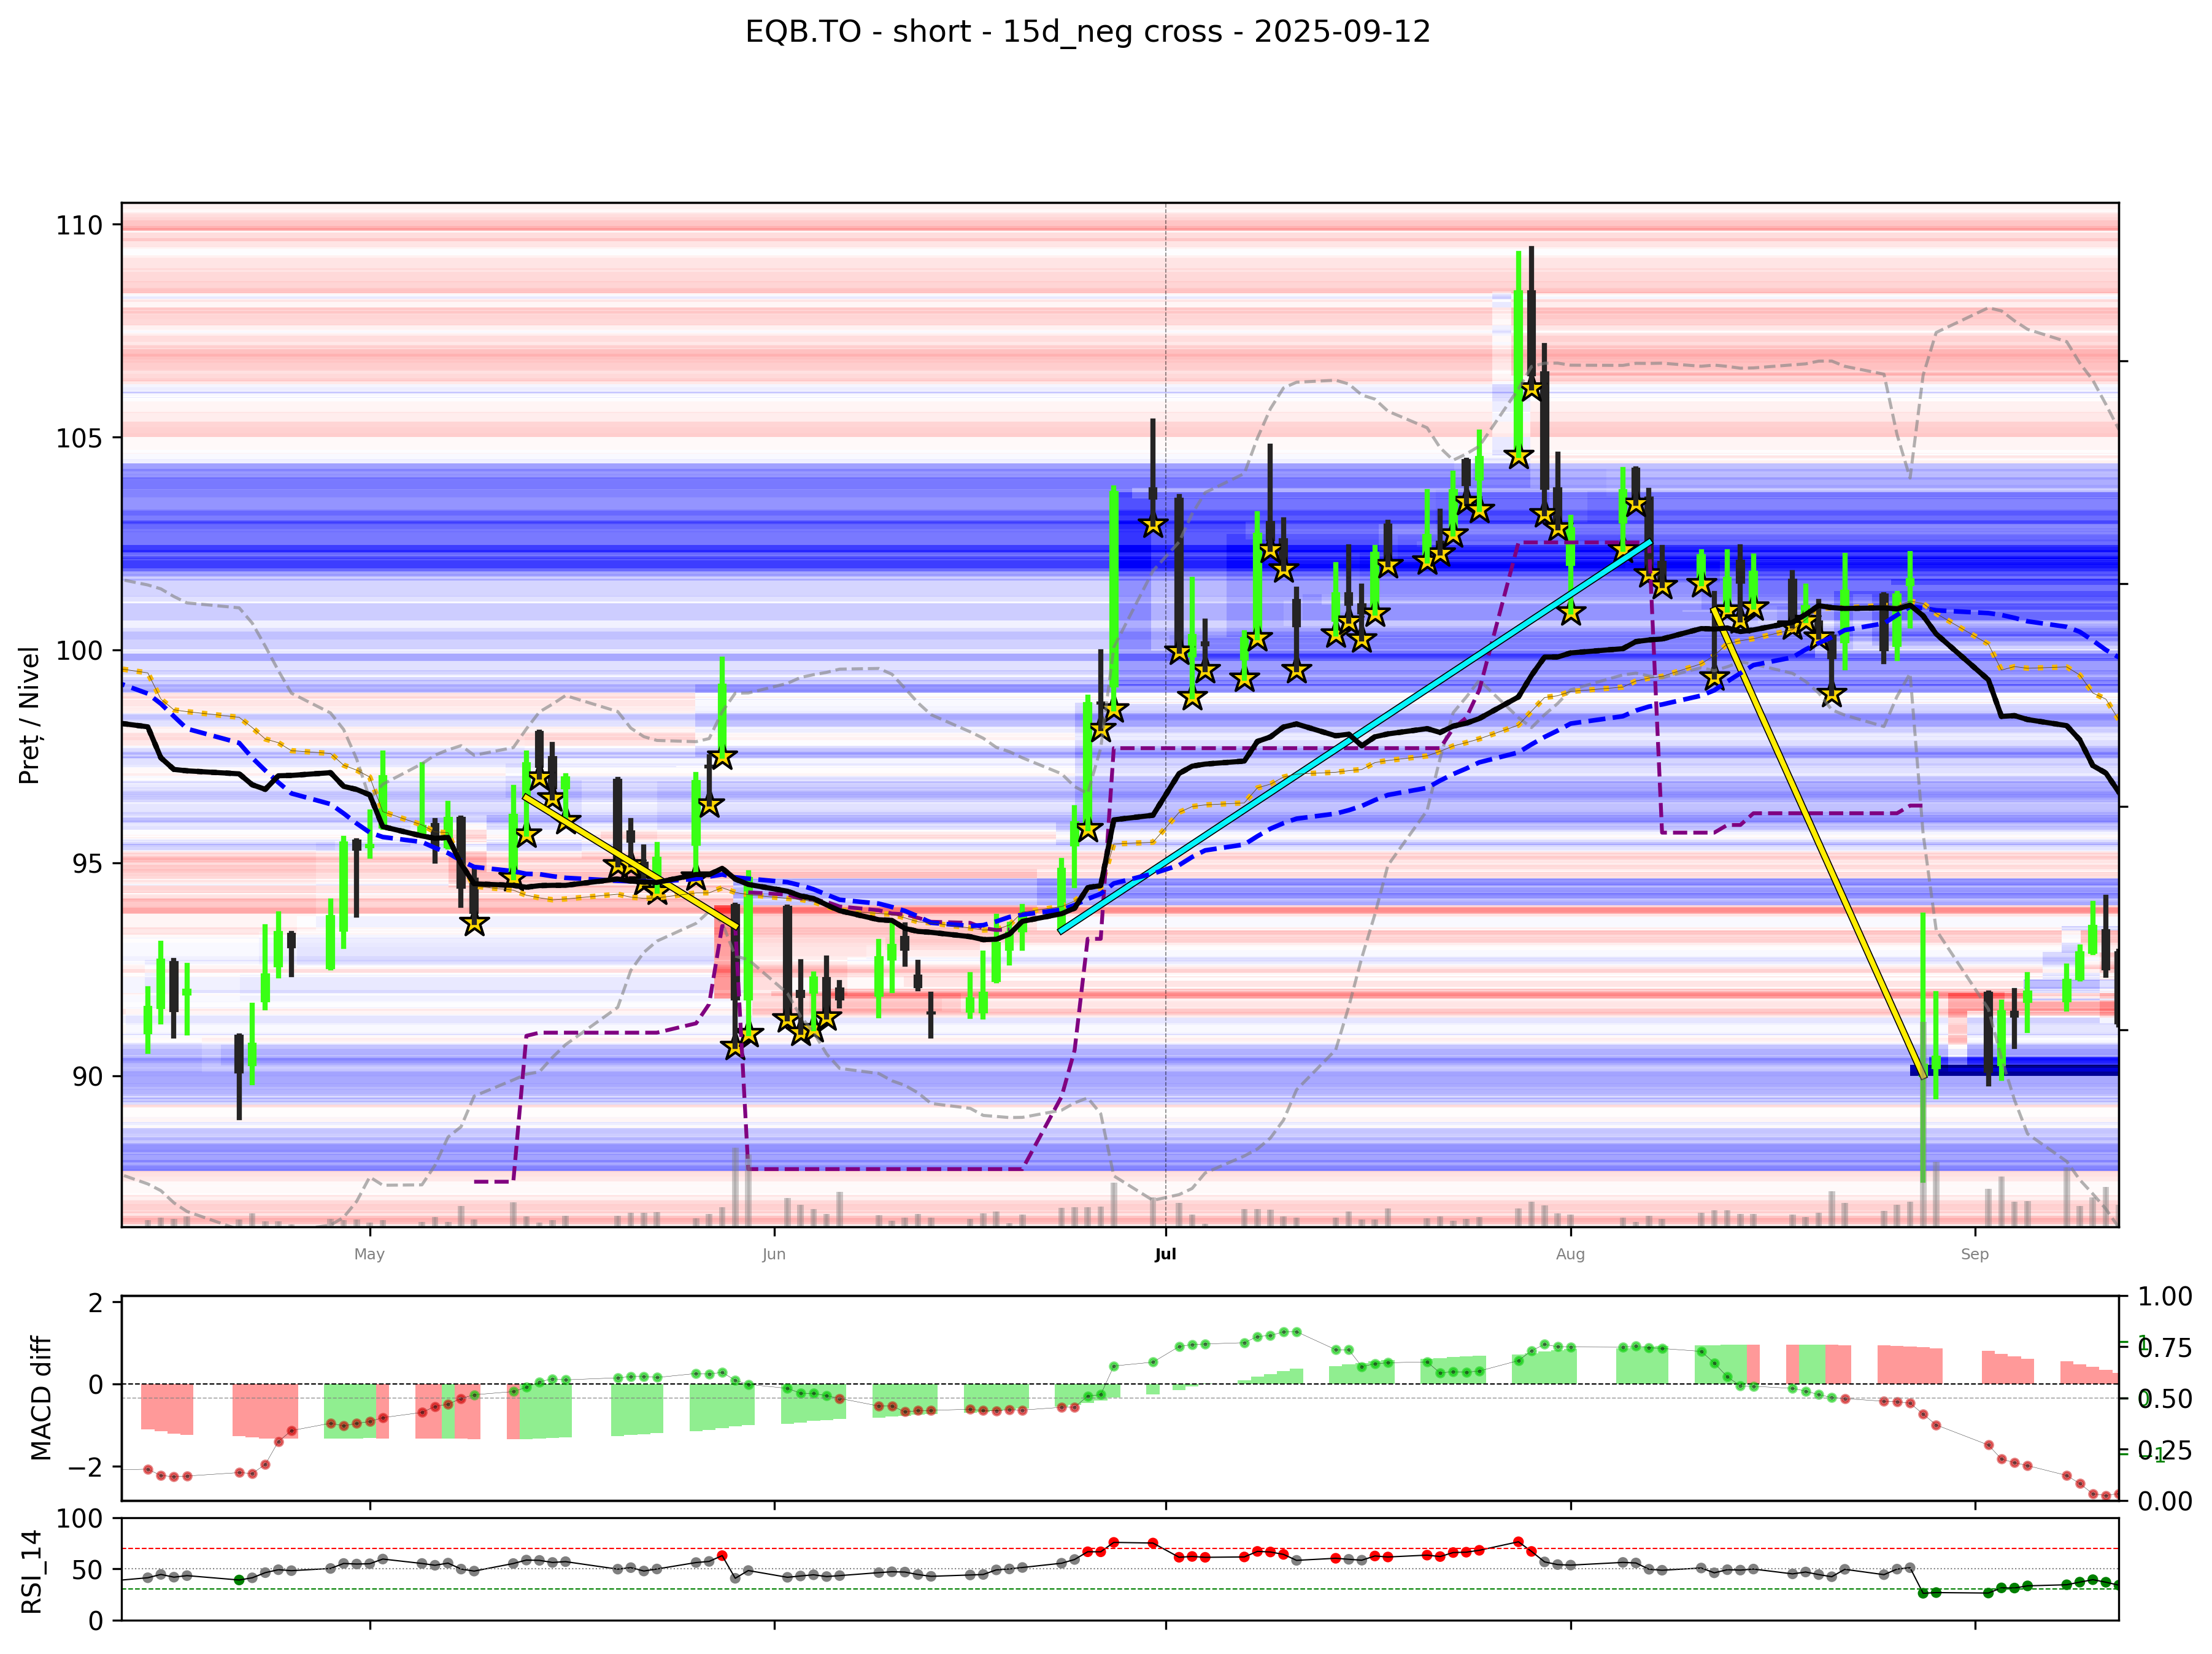 EQB.TO - short - 15d_neg cross - 2025-09-12
110
105
100
95
90
Preț / Nivel
May
Jun
Jul
Aug
Sep
2
0
−2
MACD diff
1.00
0.75
0.50
0.25
0.00
1
−1
100
50
0
RSI_14